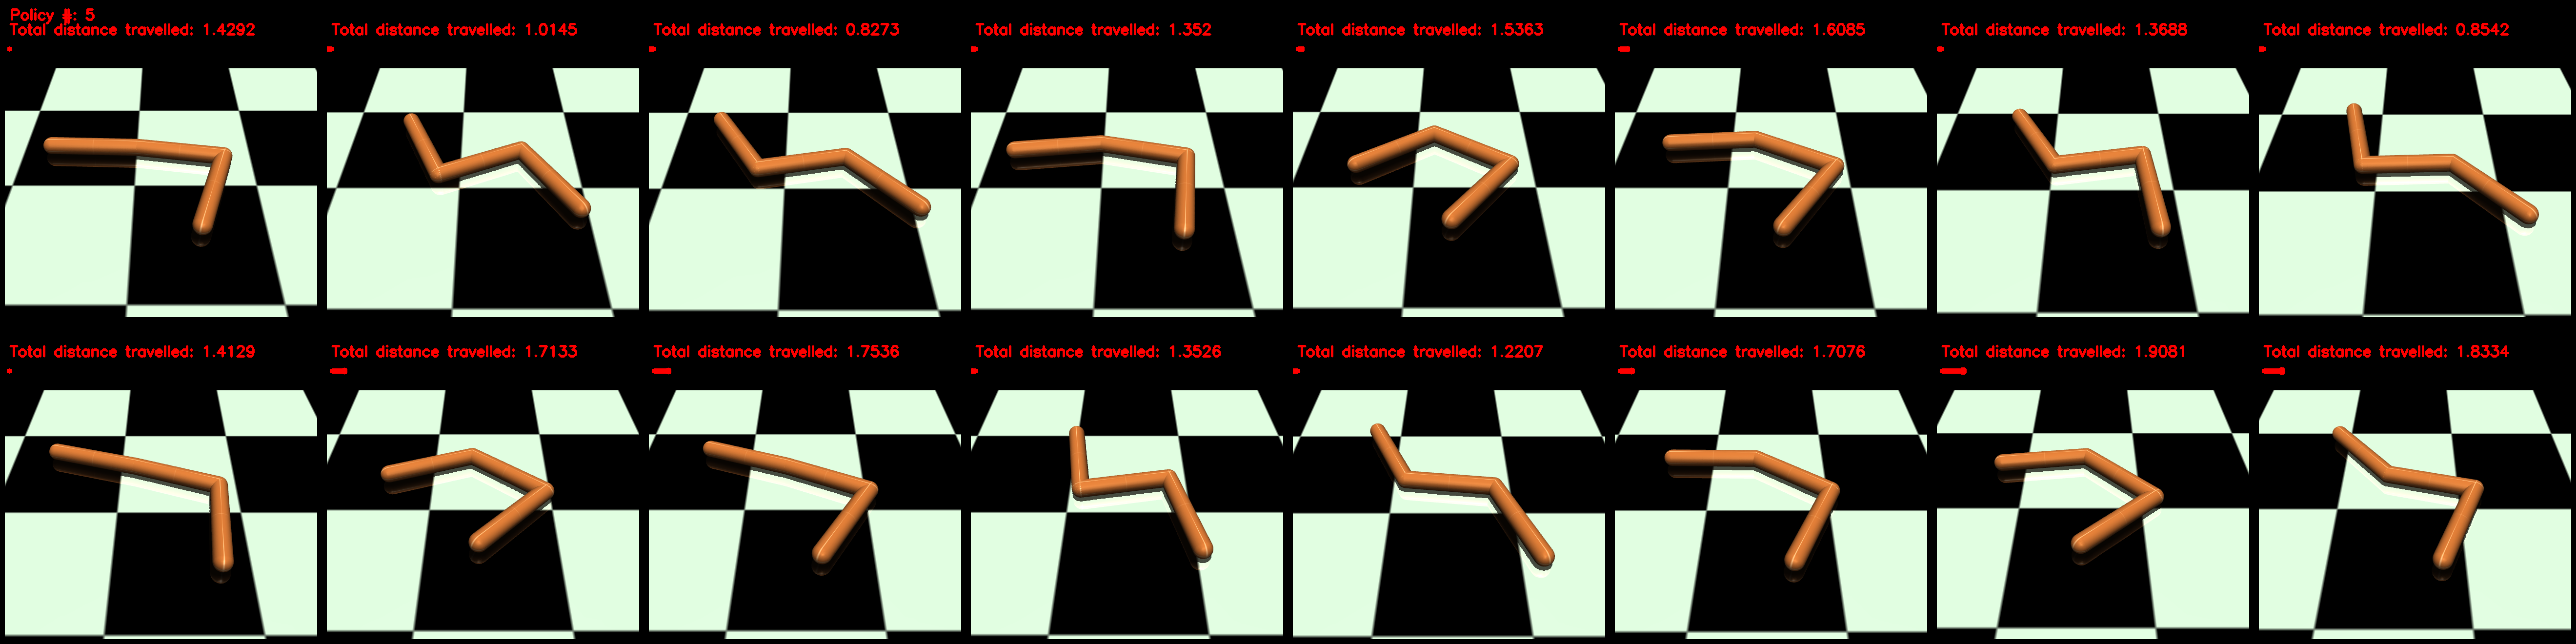 Policy #: 5
Total distance travelled: 1.4292
Total distance travelled: 1.0145
Total distance travelled: 0.8273
Total distance travelled: 1.352
Total distance travelled: 1.5363
Total distance travelled: 1.6085
Total distance travelled: 1.3688
Total distance travelled: 0.8542
Total distance travelled: 1.4129
Total distance travelled: 1.7133
Total distance travelled: 1.7536
Total distance travelled: 1.3526
Total distance travelled: 1.2207
Total distance travelled: 1.7076
Total distance travelled: 1.9081
Total distance travelled: 1.8334